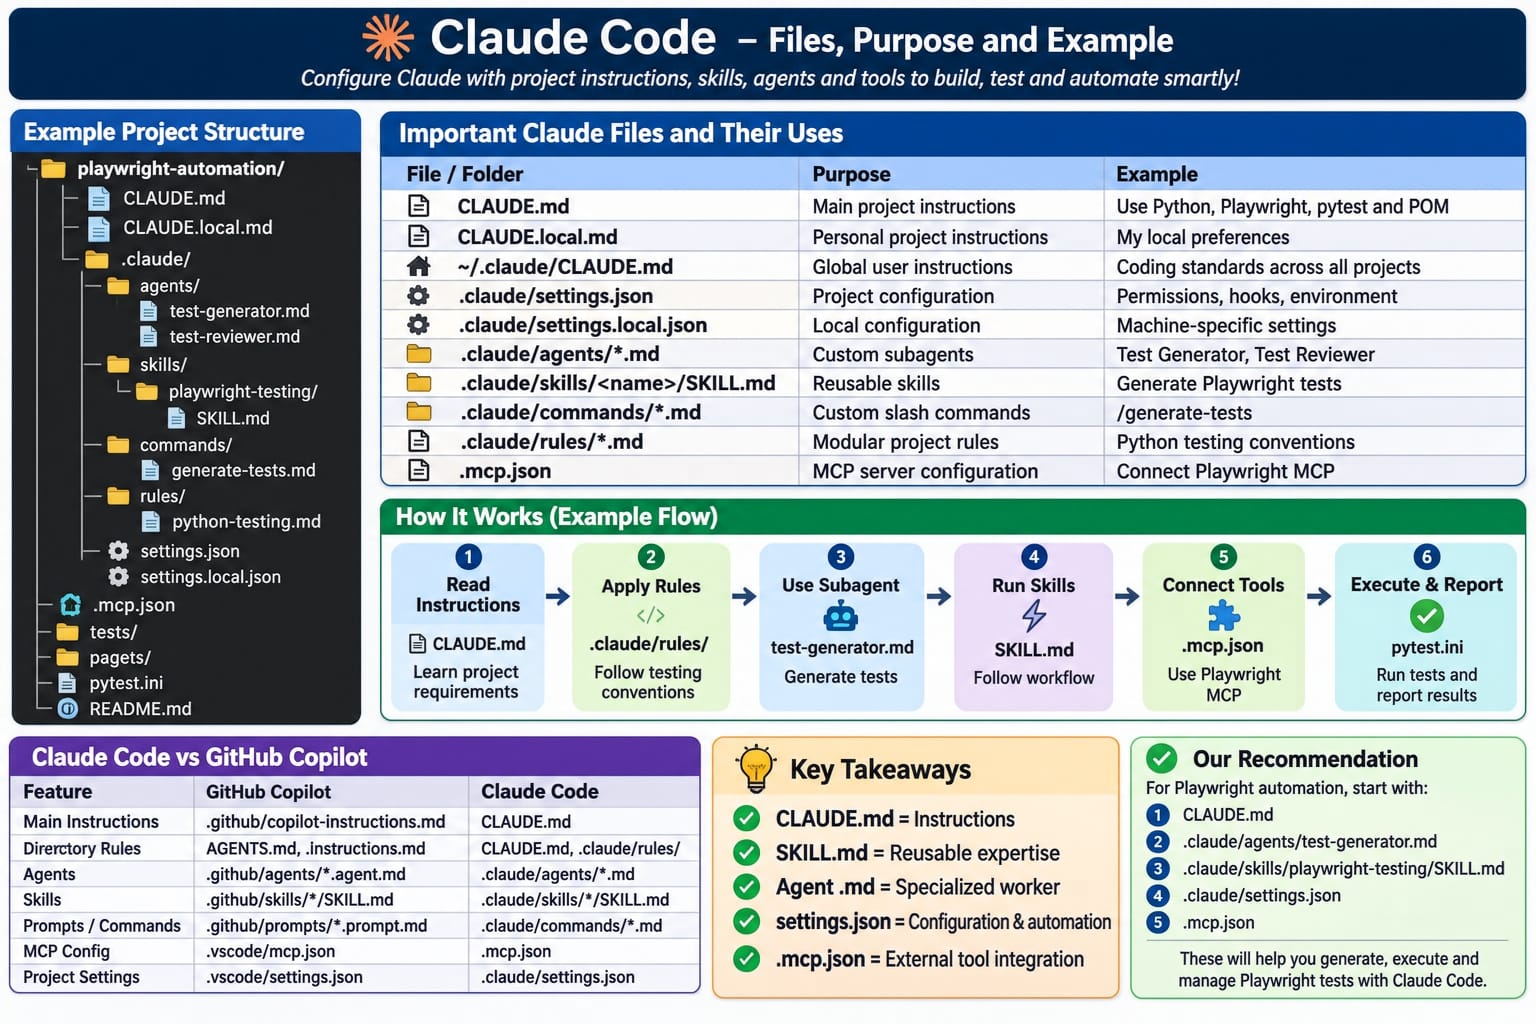 Claude Code – Files, Purpose and Example
Configure Claude with project instructions, skills, agents and tools to build, test and automate smartly!
Example Project Structure
playwright-automation/
CLAUDE.md
CLAUDE.local.md
.claude/
agents/
test-generator.md
test-reviewer.md
skills/
playwright-testing/
SKILL.md
commands/
generate-tests.md
rules/
python-testing.md
settings.json
settings.local.json
.mcp.json
tests/
pagets/
pytest.ini
README.md
Important Claude Files and Their Uses
File / Folder Purpose Example
CLAUDE.md Main project instructions Use Python, Playwright, pytest and POM
CLAUDE.local.md Personal project instructions My local preferences
~/.claude/CLAUDE.md Global user instructions Coding standards across all projects
.claude/settings.json Project configuration Permissions, hooks, environment
.claude/settings.local.json Local configuration Machine-specific settings
.claude/agents/*.md Custom subagents Test Generator, Test Reviewer
.claude/skills/<name>/SKILL.md Reusable skills Generate Playwright tests
.claude/commands/*.md Custom slash commands /generate-tests
.claude/rules/*.md Modular project rules Python testing conventions
.mcp.json MCP server configuration Connect Playwright MCP
How It Works (Example Flow)
1
Read
Instructions
CLAUDE.md
Learn project
requirements
2
Apply Rules
</>
.claude/rules/
Follow testing
conventions
3
Use Subagent
test-generator.md
Generate tests
4
Run Skills
SKILL.md
Follow workflow
5
Connect Tools
.mcp.json
Use Playwright
MCP
6
Execute & Report
pytest.ini
Run tests and
report results
Claude Code vs GitHub Copilot
Feature GitHub Copilot Claude Code
Main Instructions .github/copilot-instructions.md CLAUDE.md
Direrctory Rules AGENTS.md, .instructions.md CLAUDE.md, .claude/rules/
Agents .github/agents/*.agent.md .claude/agents/*.md
Skills .github/skills/*/SKILL.md .claude/skills/*/SKILL.md
Prompts / Commands .github/prompts/*.prompt.md .claude/commands/*.md
MCP Config .vscode/mcp.json .mcp.json
Project Settings .vscode/settings.json .claude/settings.json
Key Takeaways
CLAUDE.md = Instructions
SKILL.md = Reusable expertise
Agent .md = Specialized worker
settings.json = Configuration & automation
.mcp.json = External tool integration
Our Recommendation
For Playwright automation, start with:
1 CLAUDE.md
2 .claude/agents/test-generator.md
3 .claude/skills/playwright-testing/SKILL.md
4 .claude/settings.json
5 .mcp.json
These will help you generate, execute and
manage Playwright tests with Claude Code.